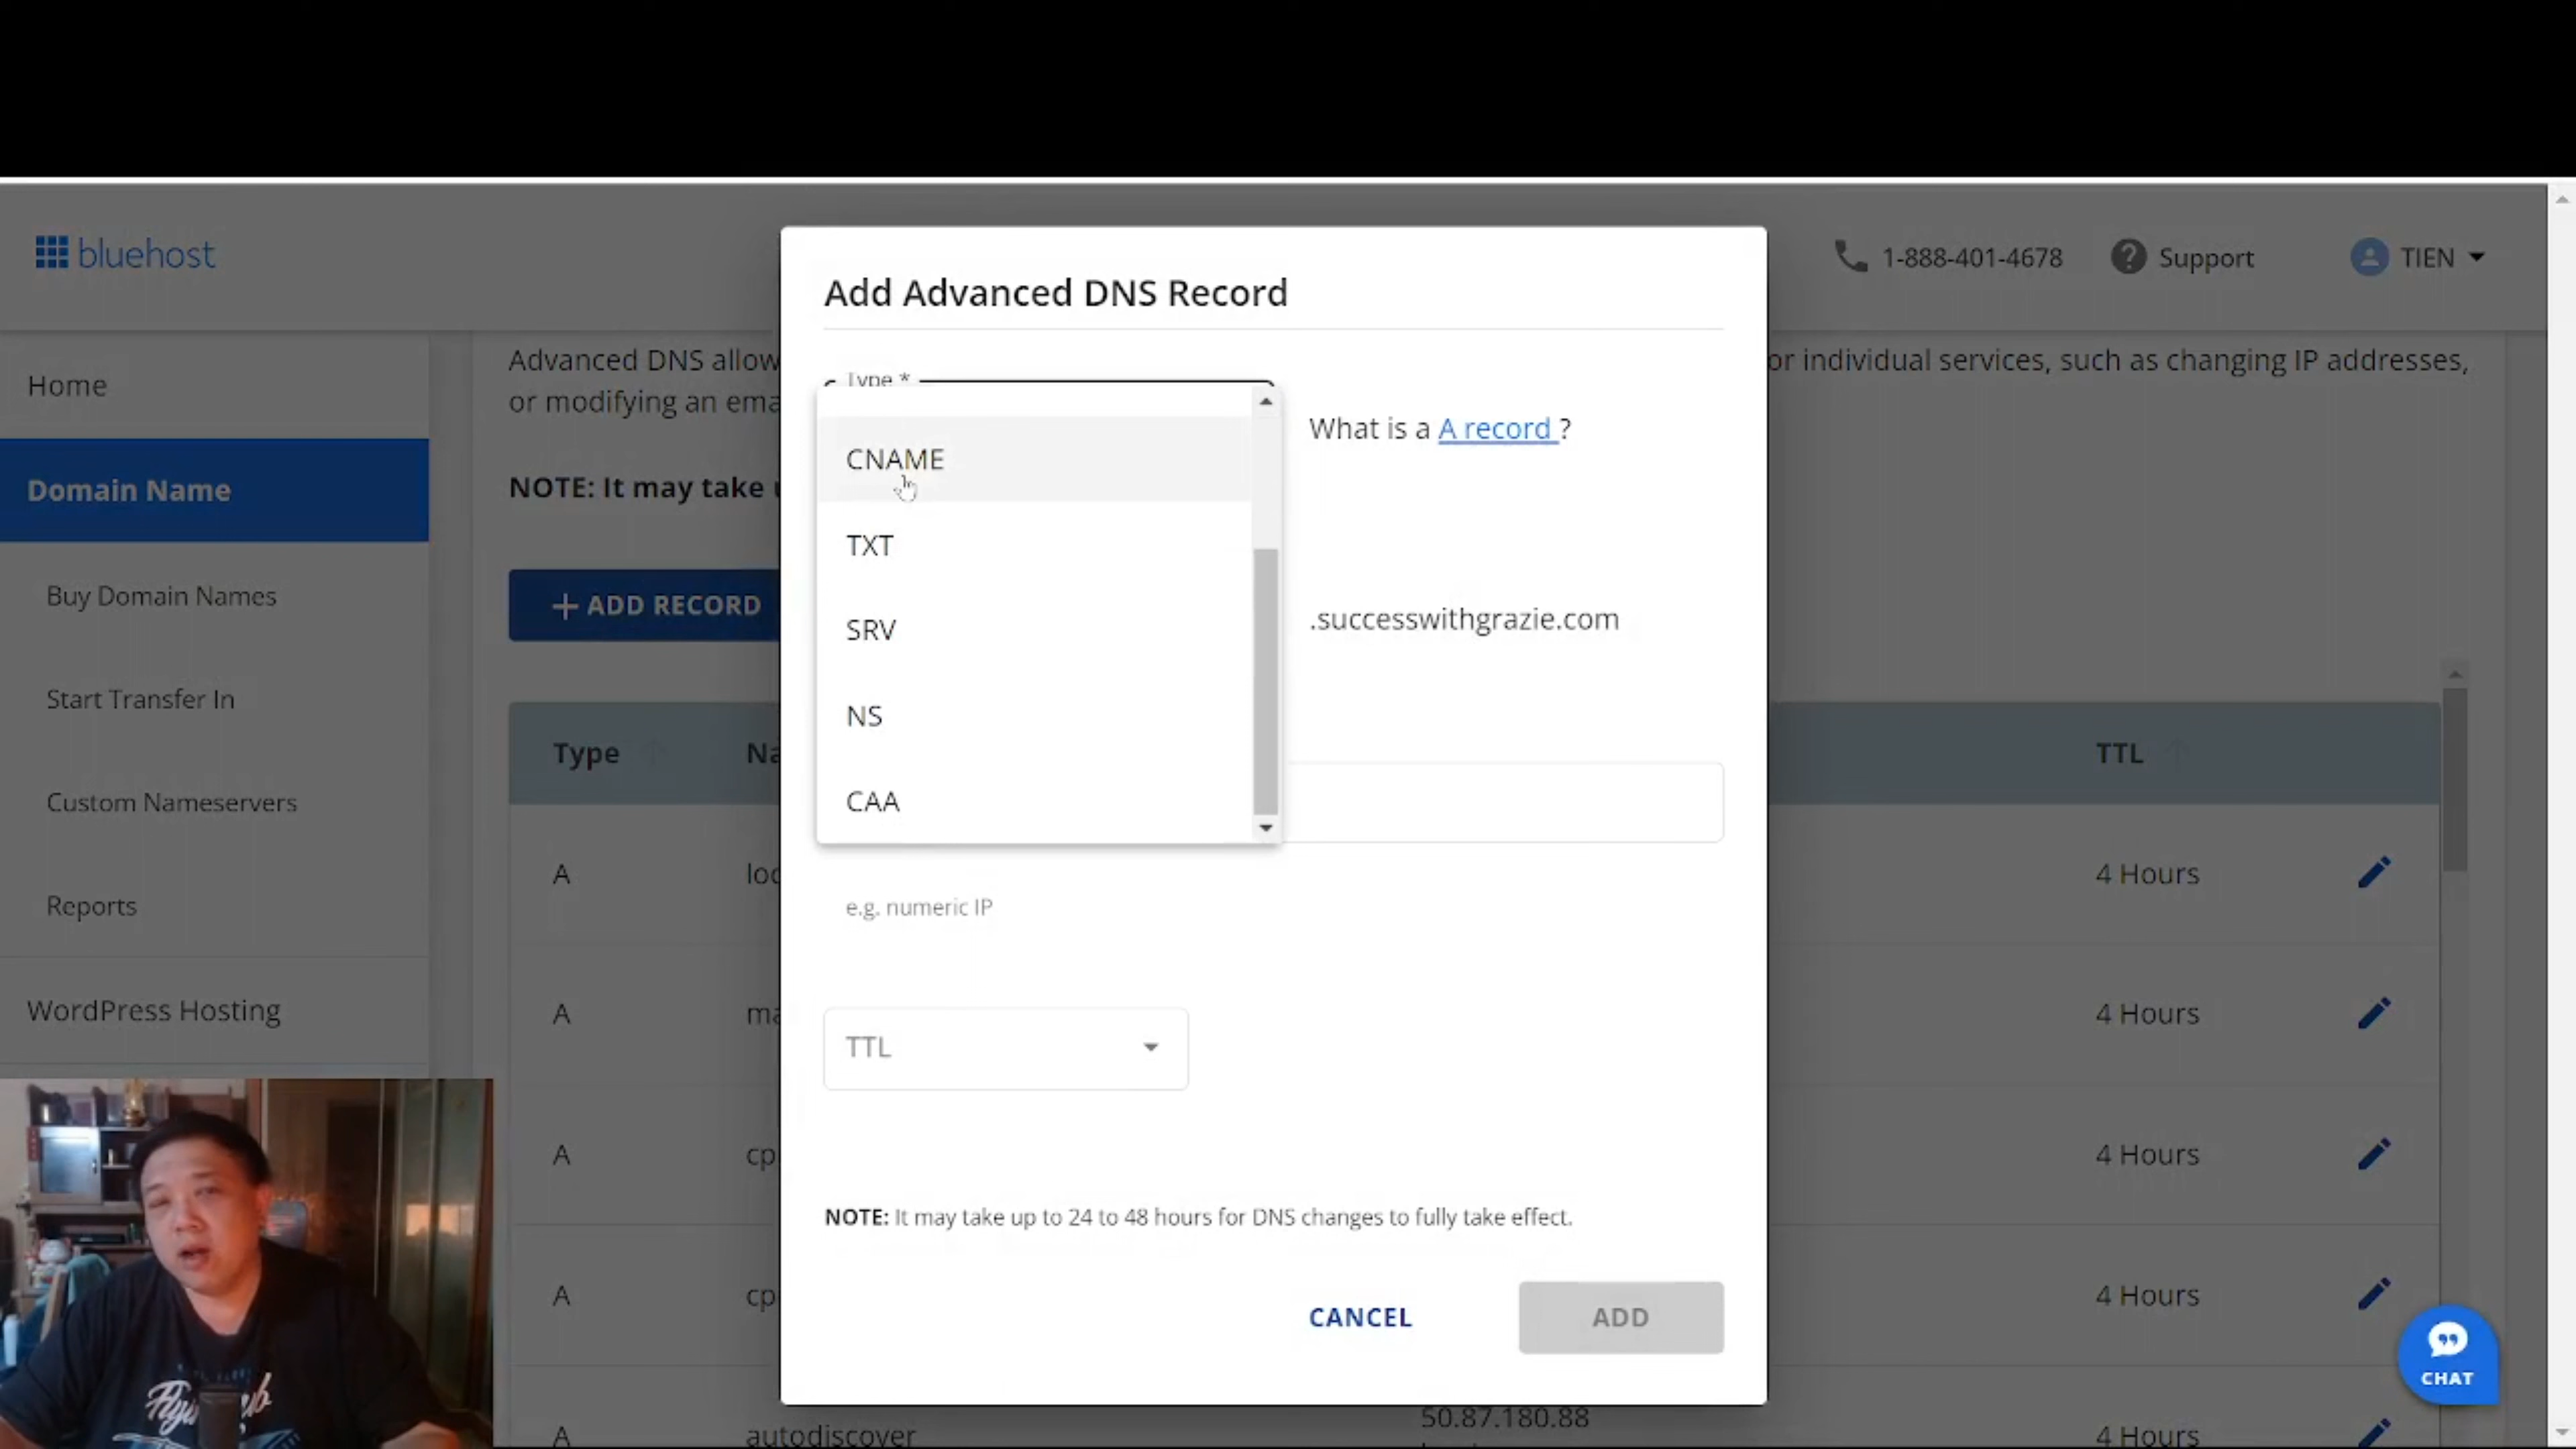 bluehost
1-888-401-4678
Support
TIEN
Home
Domain Name
Buy Domain Names
Start Transfer In
Custom Nameservers
Reports
WordPress Hosting
Advanced DNS allow
or individual services, such as changing IP addresses,
or modifying an ema
NOTE: It may take
+ ADD RECORD
Type
Na
TTL
A
loc
4 Hours
A
ma
4 Hours
A
cp
4 Hours
A
cp
4 Hours
A
autodiscover
50.87.180.88
4 Hours
Add Advanced DNS Record
Type *
What is a A record ?
CNAME
TXT
SRV
NS
CAA
.successwithgrazie.com
e.g. numeric IP
TTL
NOTE: It may take up to 24 to 48 hours for DNS changes to fully take effect.
CANCEL
ADD
CHAT